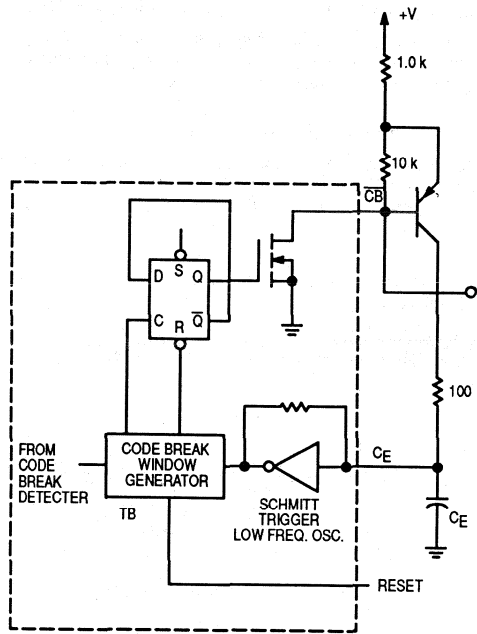 +V
1.0 k
10 k
CB
S
D Q
C Q
R
100
FROM
CODE
BREAK
DETECTER
CODE BREAK
WINDOW
GENERATOR
TB
SCHMITT
TRIGGER
LOW FREQ. OSC.
CE
CE
RESET